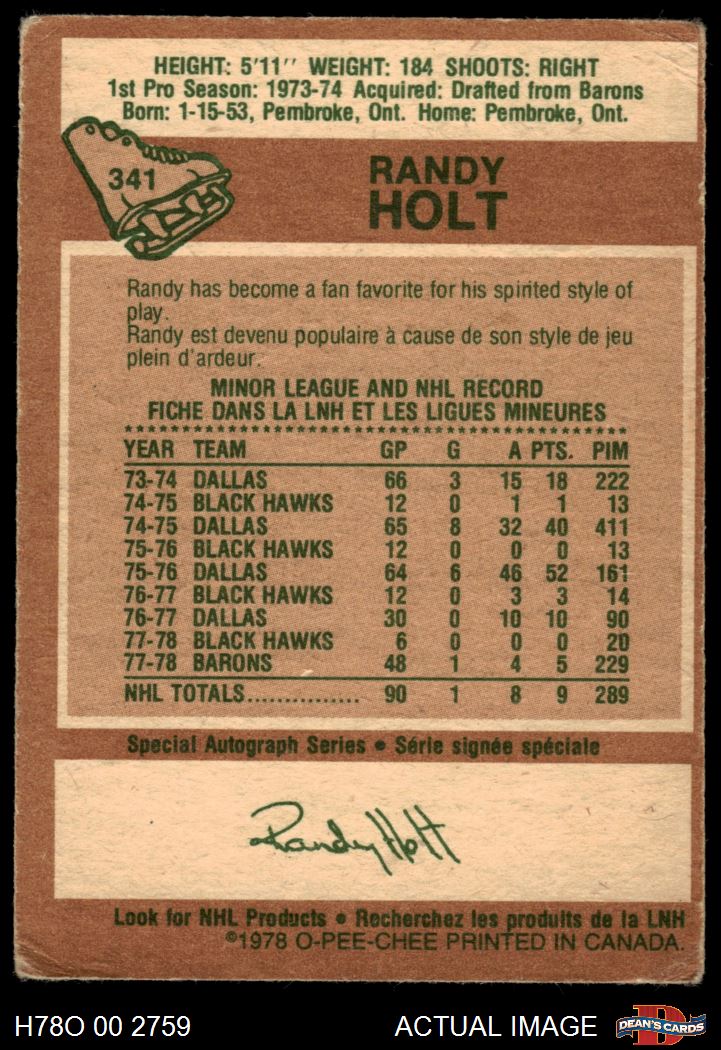 HEIGHT: 5'11'' WEIGHT: 184 SHOOTS: RIGHT
1st Pro Season: 1973-74 Acquired: Drafted from Barons
Born: 1-15-53, Pembroke, Ont. Home: Pembroke, Ont.
341
RANDY
HOLT
Randy has become a fan favorite for his spirited style of
play.
Randy est devenu populaire à cause de son style de jeu
plein d'ardeur.
MINOR LEAGUE AND NHL RECORD
FICHE DANS LA LNH ET LES LIGUES MINEURES
YEAR TEAM GP G A PTS. PIM
73-74 DALLAS 66 3 15 18 222
74-75 BLACK HAWKS 12 0 1 1 13
74-75 DALLAS 65 8 32 40 411
75-76 BLACK HAWKS 12 0 0 0 13
75-76 DALLAS 64 6 46 52 161
76-77 BLACK HAWKS 12 0 3 3 14
76-77 DALLAS 30 0 10 10 90
77-78 BLACK HAWKS 6 0 0 0 20
77-78 BARONS 48 1 4 5 229
NHL TOTALS............... 90 1 8 9 289
Special Autograph Series • Série signée spéciale
Randy Holt
Look for NHL Products • Recherchez les produits de la LNH
©1978 O-PEE-CHEE PRINTED IN CANADA.
H78O 00 2759 ACTUAL IMAGE D DEAN'S CARDS